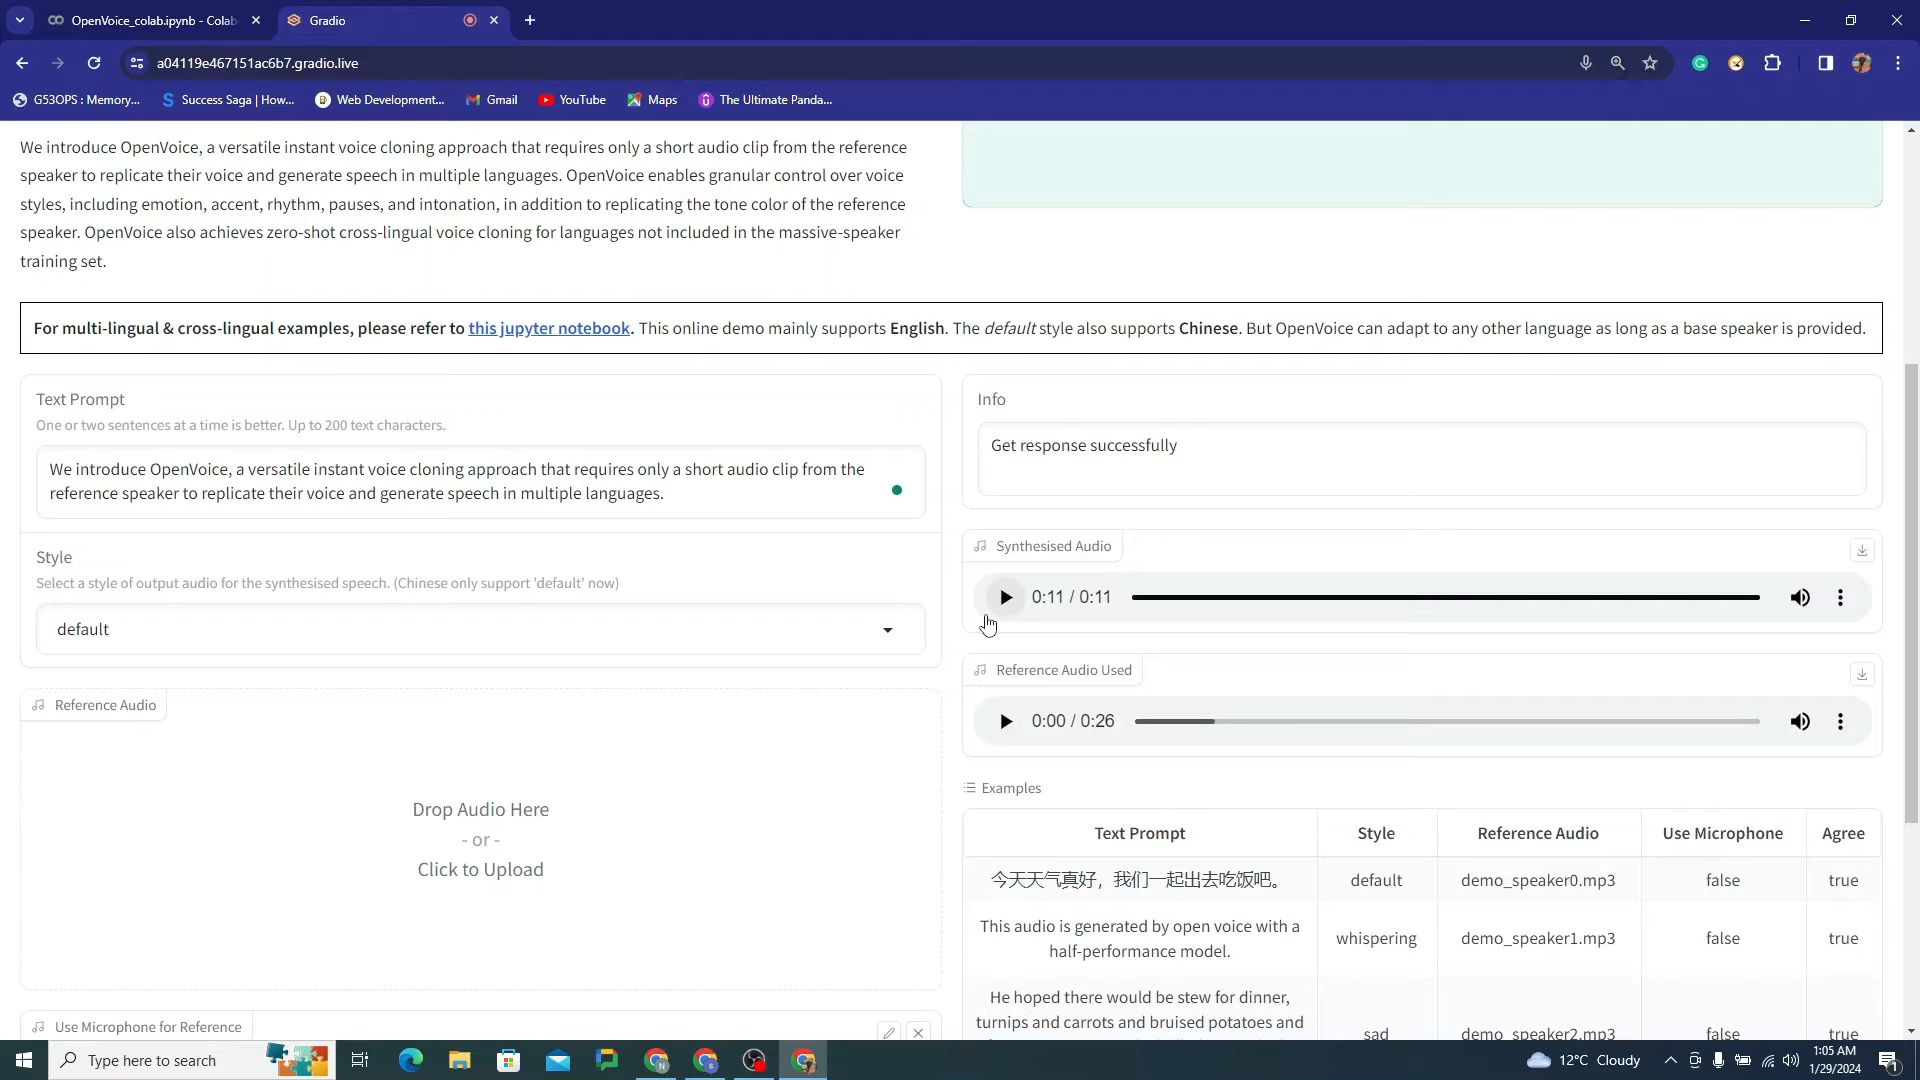 OpenVoice_colab.ipynb - Colab
Gradio
a04119e467151ac6b7.gradio.live
G53OPS : Memory...
Success Saga | How...
Web Development...
Gmail
YouTube
Maps
The Ultimate Panda...
We introduce OpenVoice, a versatile instant voice cloning approach that requires only a short audio clip from the reference
speaker to replicate their voice and generate speech in multiple languages. OpenVoice enables granular control over voice
styles, including emotion, accent, rhythm, pauses, and intonation, in addition to replicating the tone color of the reference
speaker. OpenVoice also achieves zero-shot cross-lingual voice cloning for languages not included in the massive-speaker
training set.
For multi-lingual & cross-lingual examples, please refer to this jupyter notebook. This online demo mainly supports English. The default style also supports Chinese. But OpenVoice can adapt to any other language as long as a base speaker is provided.
Text Prompt
One or two sentences at a time is better. Up to 200 text characters.
We introduce OpenVoice, a versatile instant voice cloning approach that requires only a short audio clip from the
reference speaker to replicate their voice and generate speech in multiple languages.
Style
Select a style of output audio for the synthesised speech. (Chinese only support 'default' now)
default
Reference Audio
Drop Audio Here
- or -
Click to Upload
Use Microphone for Reference
Info
Get response successfully
Synthesised Audio
0:11 / 0:11
Reference Audio Used
0:00 / 0:26
Examples
Text Prompt Style Reference Audio Use Microphone Agree
今天天气真好，我们一起出去吃饭吧。 default demo_speaker0.mp3 false true
This audio is generated by open voice with a
half-performance model. whispering demo_speaker1.mp3 false true
He hoped there would be stew for dinner,
turnips and carrots and bruised potatoes and
sad demo_speaker2.mp3 false true
Type here to search
12°C Cloudy
1:05 AM
1/29/2024
1